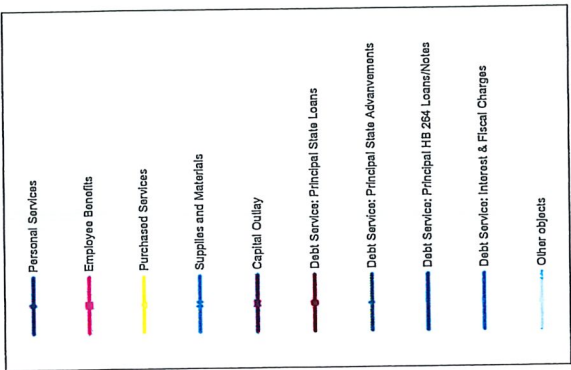 Personal Services
Employee Benefits
Purchased Services
Supplies and Materials
Capital Outlay
Debt Service: Principal State Loans
Debt Service: Principal State Advanvements
Debt Service: Principal HB 264 Loans/Notes
Debt Service: Interest & Fiscal Charges
Other objects